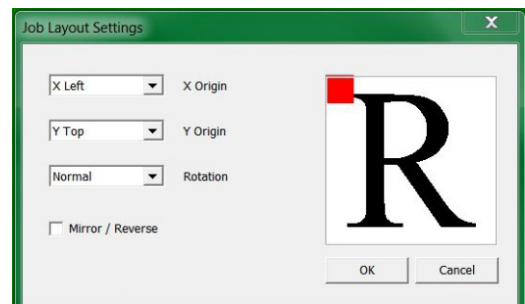 Job Layout Settings
X
X Left X Origin
Y Top Y Origin
Normal Rotation
Mirror / Reverse
R
OK Cancel